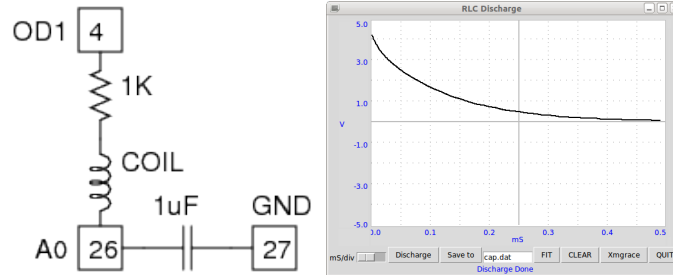 OD1 4
1K
COIL
1uF GND
A0 26 27
RLC Discharge
5.0
3.0
1.0
V
-1.0
-3.0
-5.0
0.0 0.1 0.2 0.3 0.4 0.5
mS
mS/div Discharge Save to cap.dat FIT CLEAR Xmgrace QUIT
Discharge Done